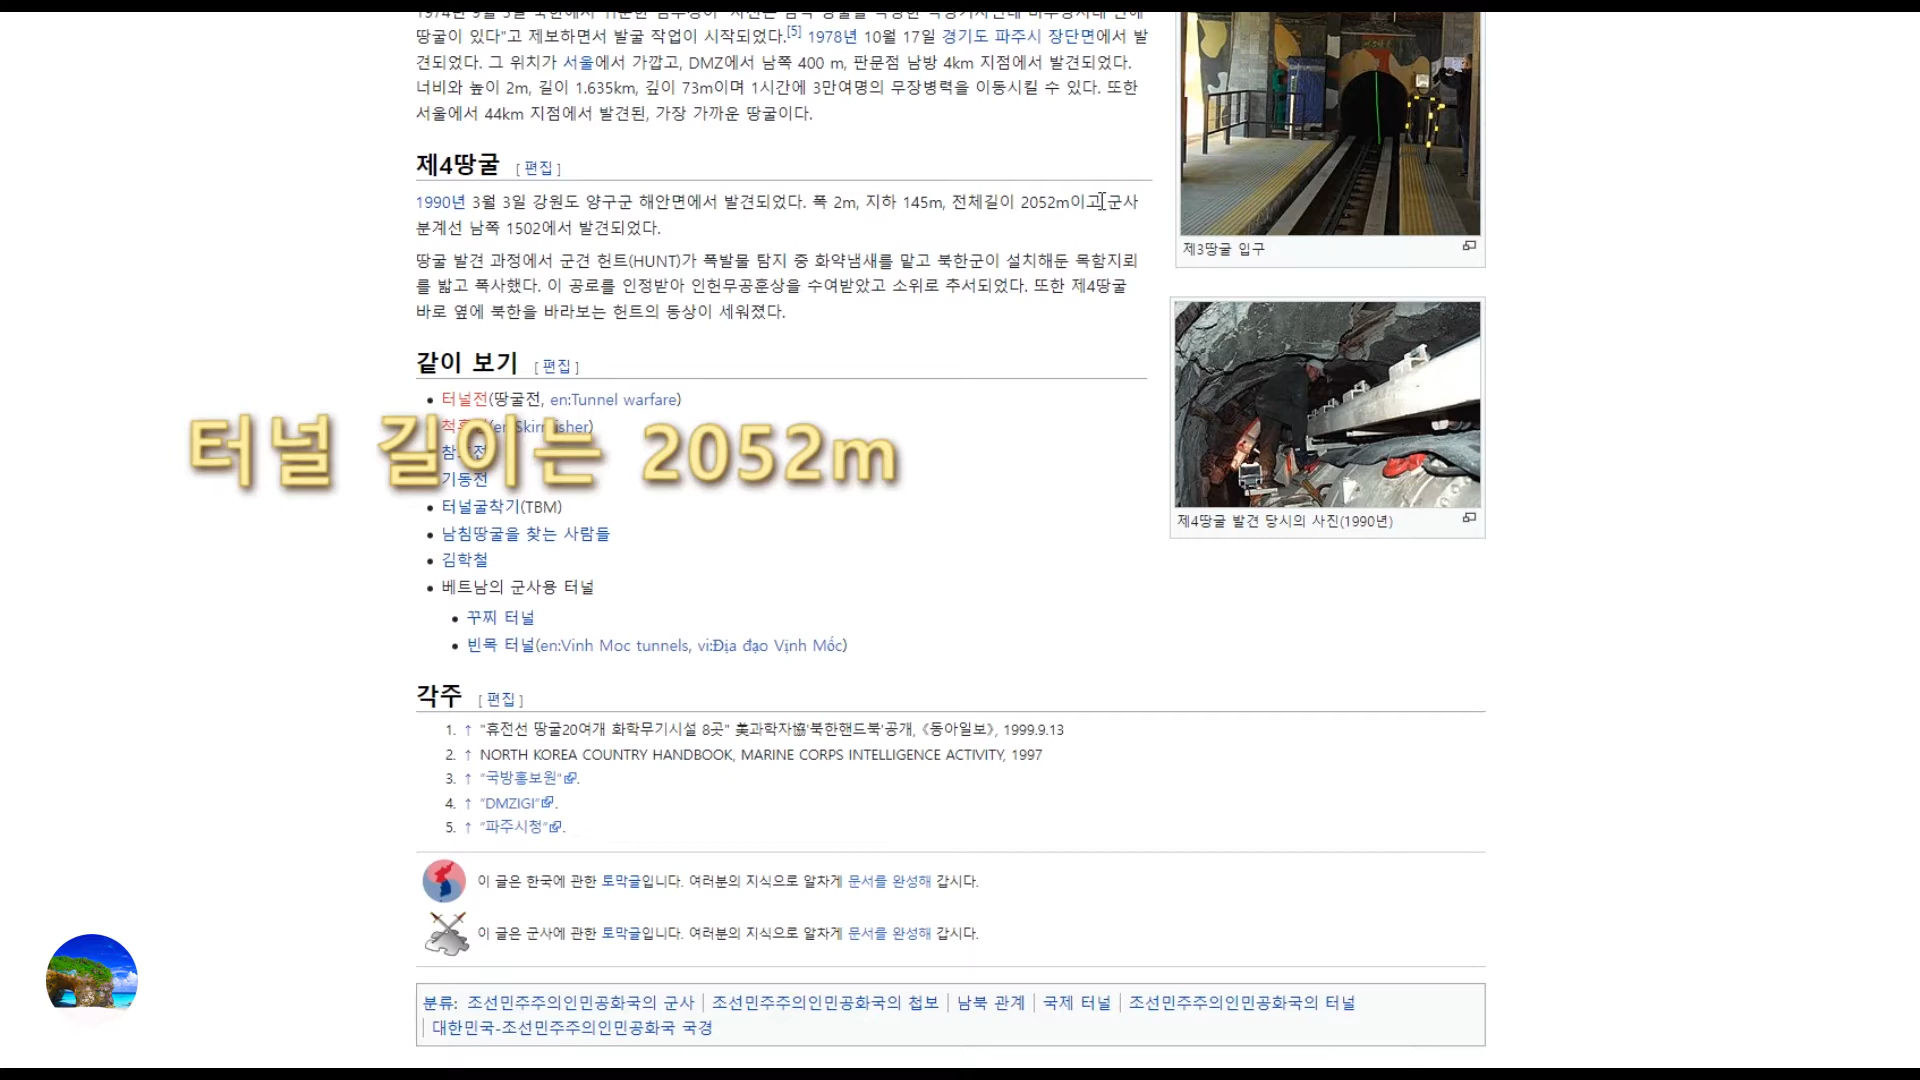 땅굴이 있다"고 제보하면서 발굴 작업이 시작되었다.[5] 1978년 10월 17일 경기도 파주시 장단면에서 발
견되었다. 그 위치가 서울에서 가깝고, DMZ에서 남쪽 400 m, 판문점 남방 4km 지점에서 발견되었다.
너비와 높이 2m, 길이 1.635km, 깊이 73m이며 1시간에 3만여명의 무장병력을 이동시킬 수 있다. 또한
서울에서 44km 지점에서 발견된, 가장 가까운 땅굴이다.
제3땅굴 입구
제4땅굴 [ 편집 ]
1990년 3월 3일 강원도 양구군 해안면에서 발견되었다. 폭 2m, 지하 145m, 전체길이 2052m이고 군사
분계선 남쪽 1502에서 발견되었다.
땅굴 발견 과정에서 군견 헌트(HUNT)가 폭발물 탐지 중 화약냄새를 맡고 북한군이 설치해둔 목함지뢰
를 밟고 폭사했다. 이 공로를 인정받아 인헌무공훈상을 수여받았고 소위로 추서되었다. 또한 제4땅굴
바로 옆에 북한을 바라보는 헌트의 동상이 세워졌다.
제4땅굴 발견 당시의 사진(1990년)
같이 보기 [ 편집 ]
터널전(땅굴전, en:Tunnel warfare)
터널 길이는 2052m
기동전
터널굴착기(TBM)
남침땅굴을 찾는 사람들
김학철
베트남의 군사용 터널
꾸찌 터널
빈목 터널(en:Vinh Moc tunnels, vi:Địa đạo Vịnh Mốc)
각주 [ 편집 ]
1. ↑ "휴전선 땅굴20여개 화학무기시설 8곳" 美과학자協'북한핸드북'공개, 《동아일보》, 1999.9.13
2. ↑ NORTH KOREA COUNTRY HANDBOOK, MARINE CORPS INTELLIGENCE ACTIVITY, 1997
3. ↑ "국방홍보원".
4. ↑ "DMZIGI".
5. ↑ "파주시청".
이 글은 한국에 관한 토막글입니다. 여러분의 지식으로 알차게 문서를 완성해 갑시다.
이 글은 군사에 관한 토막글입니다. 여러분의 지식으로 알차게 문서를 완성해 갑시다.
분류: 조선민주주의인민공화국의 군사 | 조선민주주의인민공화국의 첩보 | 남북 관계 | 국제 터널 | 조선민주주의인민공화국의 터널
| 대한민국-조선민주주의인민공화국 국경